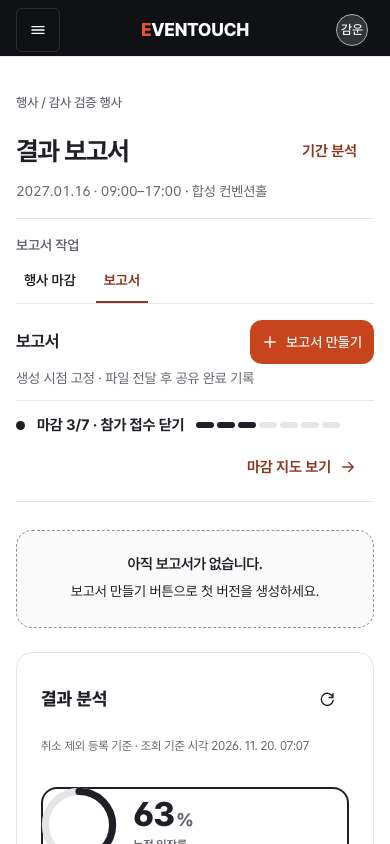 EVENTOUCH
감운
행사 / 감사 검증 행사
결과 보고서
기간 분석
2027.01.16 · 09:00–17:00 · 합성 컨벤션홀
보고서 작업
행사 마감
보고서
보고서
보고서 만들기
생성 시점 고정 · 파일 전달 후 공유 완료 기록
마감 3/7 · 참가 접수 닫기
마감 지도 보기
아직 보고서가 없습니다.
보고서 만들기 버튼으로 첫 버전을 생성하세요.
결과 분석
취소 제외 등록 기준 · 조회 기준 시각 2026. 11. 20. 07:07
63%